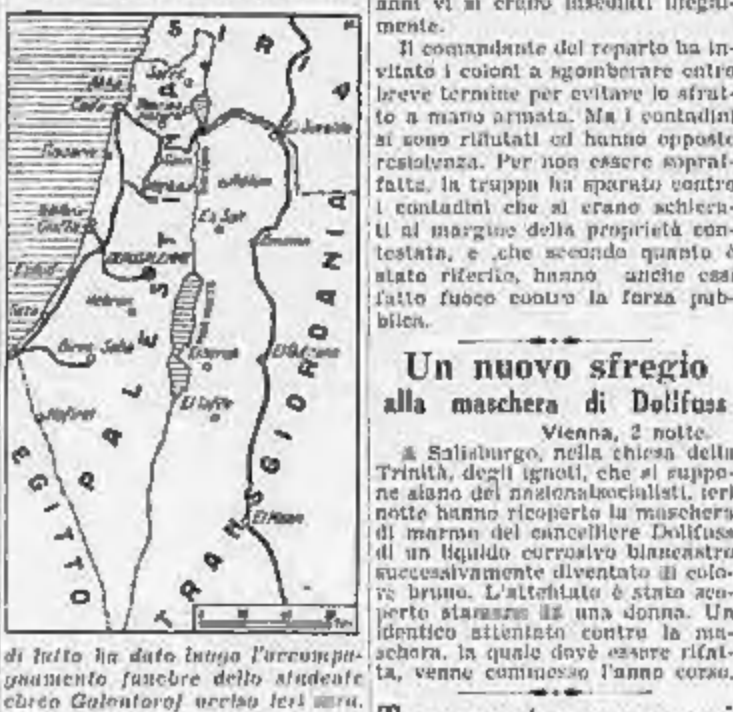 S I R I A
Caifa
Es Salt
Amman
GERUSALEMME
Hebron
Gaza
Birra Saba
El Kerak
PALESTINA
EGITTO
TRANSGIORDANIA
di lutto ha dato luogo l'accompa-
gnamento funebre dello studente
ebreo ucciso ieri sera.
anni vi si erano insediati illegal-
mente.
Il comandante del reparto ha in-
vitato i coloni a sgomberare entro
breve termine per evitare lo sfrat-
to a mano armata. Ma i contadini
si sono rifiutati ed hanno opposto
resistenza. Per non essere soprat-
fatta, la truppa ha sparato contro
i contadini che si erano schiera-
ti al margine della proprietà con-
testata, e che secondo quanto è
stato riferito, hanno anche essi
fatto fuoco contro la forza pub-
blica.
Un nuovo sfregio
alla maschera di Dollfuss
Vienna, 2 notte.
A Salisburgo, nella chiesa della
Trinità, degli ignoti, che si suppo-
ne siano dei nazionalsocialisti, ieri
notte hanno ricoperto la maschera
di marmo del cancelliere Dollfuss
di un liquido corrosivo biancastro
successivamente diventato di colo-
re bruno. L'attentato è stato sco-
perto stamane da una donna. Un
identico attentato contro la ma-
schera, la quale dovè essere rifat-
ta, venne commesso l'anno corso.